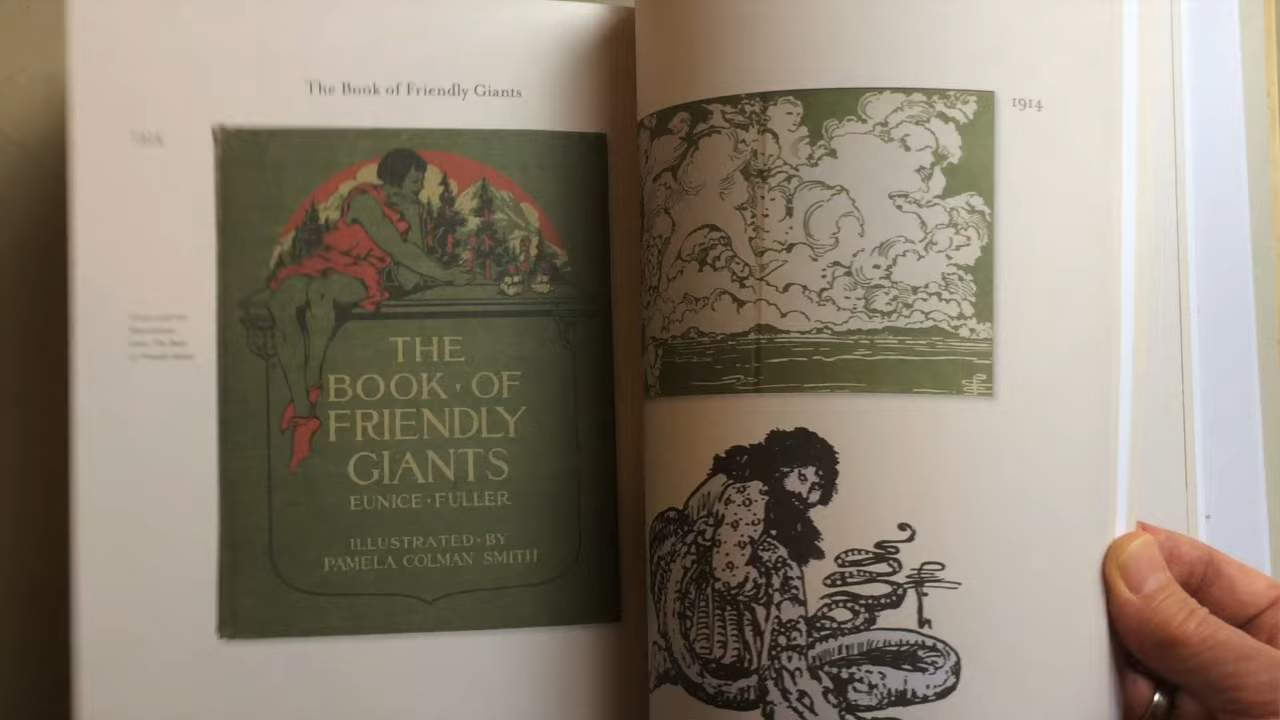 The Book of Friendly Giants
THE
BOOK · OF
FRIENDLY
GIANTS
EUNICE · FULLER
ILLUSTRATED · BY
PAMELA COLMAN SMITH
1914